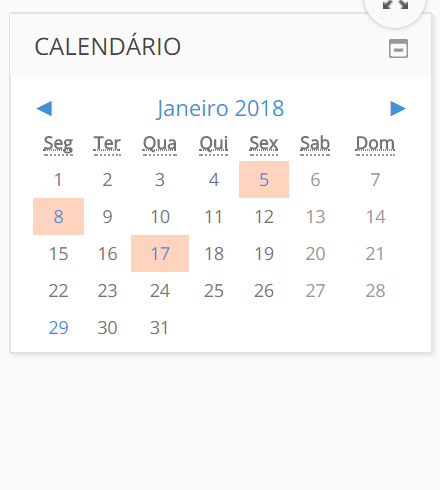 CALENDÁRIO
◀ Janeiro 2018 ▶
Seg Ter Qua Qui Sex Sab Dom
1 2 3 4 5 6 7
8 9 10 11 12 13 14
15 16 17 18 19 20 21
22 23 24 25 26 27 28
29 30 31